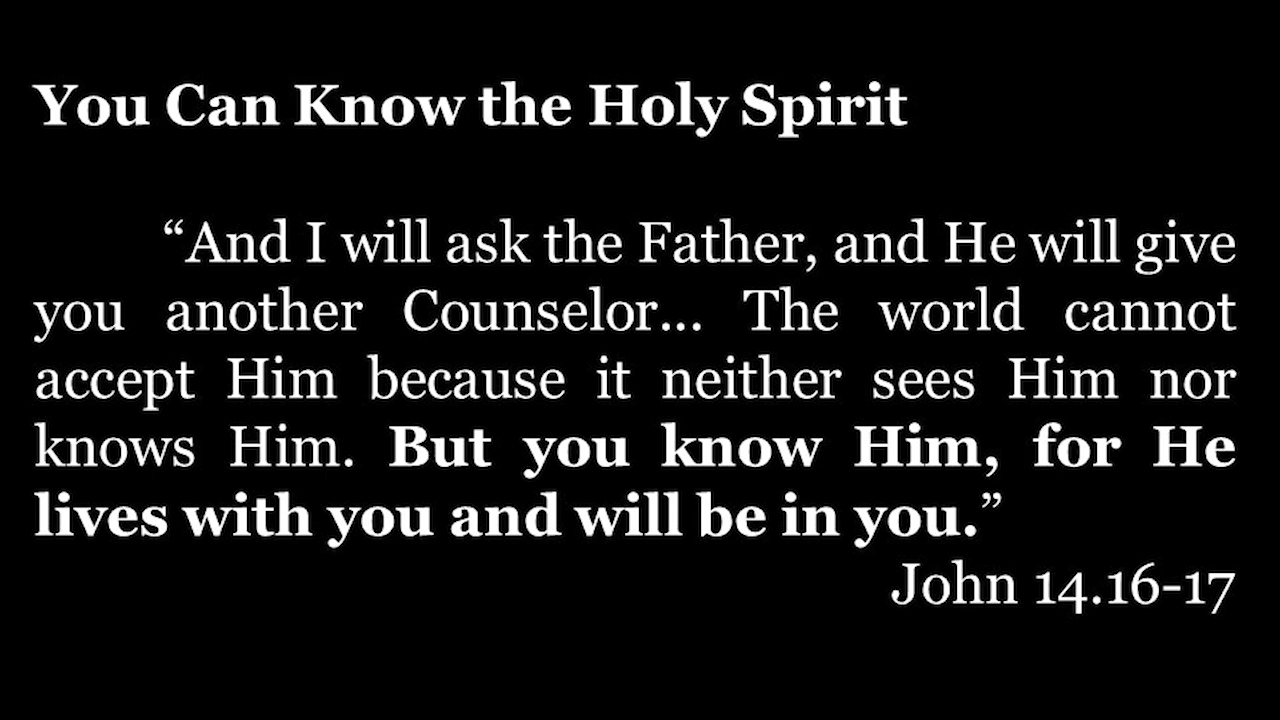 You Can Know the Holy Spirit
“And I will ask the Father, and He will give
you another Counselor... The world cannot
accept Him because it neither sees Him nor
knows Him. But you know Him, for He
lives with you and will be in you.”
John 14.16-17